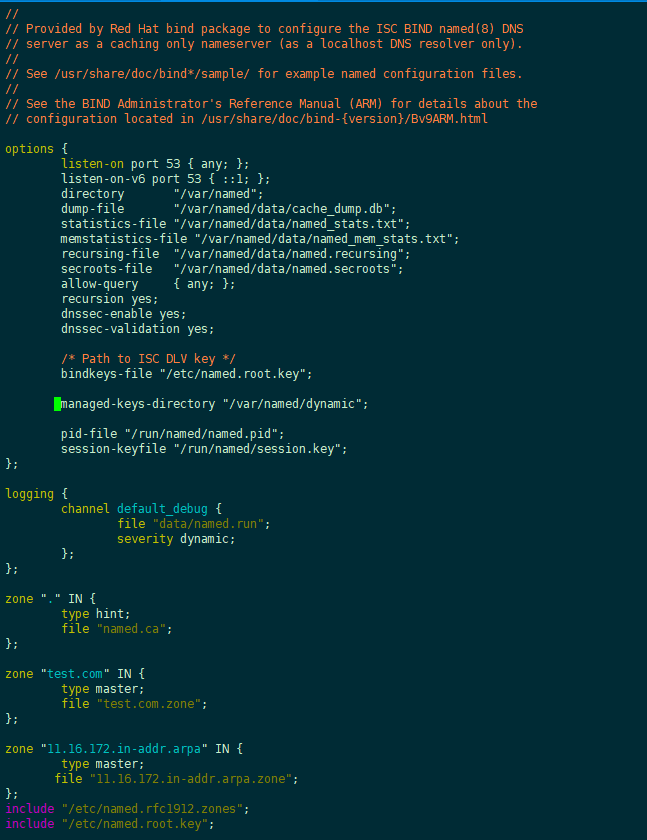 //
// Provided by Red Hat bind package to configure the ISC BIND named(8) DNS
// server as a caching only nameserver (as a localhost DNS resolver only).
//
// See /usr/share/doc/bind*/sample/ for example named configuration files.
//
// See the BIND Administrator's Reference Manual (ARM) for details about the
// configuration located in /usr/share/doc/bind-{version}/Bv9ARM.html

options {
        listen-on port 53 { any; };
        listen-on-v6 port 53 { ::1; };
        directory       "/var/named";
        dump-file       "/var/named/data/cache_dump.db";
        statistics-file "/var/named/data/named_stats.txt";
        memstatistics-file "/var/named/data/named_mem_stats.txt";
        recursing-file  "/var/named/data/named.recursing";
        secroots-file   "/var/named/data/named.secroots";
        allow-query     { any; };
        recursion yes;
        dnssec-enable yes;
        dnssec-validation yes;

        /* Path to ISC DLV key */
        bindkeys-file "/etc/named.root.key";

        managed-keys-directory "/var/named/dynamic";

        pid-file "/run/named/named.pid";
        session-keyfile "/run/named/session.key";
};

logging {
        channel default_debug {
                file "data/named.run";
                severity dynamic;
        };
};

zone "." IN {
        type hint;
        file "named.ca";
};

zone "test.com" IN {
        type master;
        file "test.com.zone";
};

zone "11.16.172.in-addr.arpa" IN {
        type master;
       file "11.16.172.in-addr.arpa.zone";
};
include "/etc/named.rfc1912.zones";
include "/etc/named.root.key";